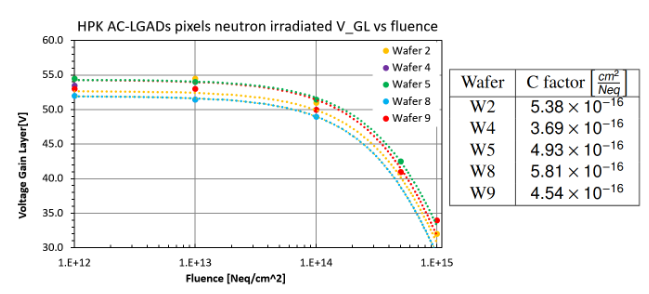 HPK AC-LGADs pixels neutron irradiated V_GL vs fluence
60.0
55.0
50.0
45.0
40.0
35.0
30.0
Voltage Gain Layer[V]
1.E+12 1.E+13 1.E+14 1.E+15
Fluence [Neq/cm^2]
Wafer 2
Wafer 4
Wafer 5
Wafer 8
Wafer 9
Wafer C factor [cm²/Neq]
W2 5.38 × 10⁻¹⁶
W4 3.69 × 10⁻¹⁶
W5 4.93 × 10⁻¹⁶
W8 5.81 × 10⁻¹⁶
W9 4.54 × 10⁻¹⁶